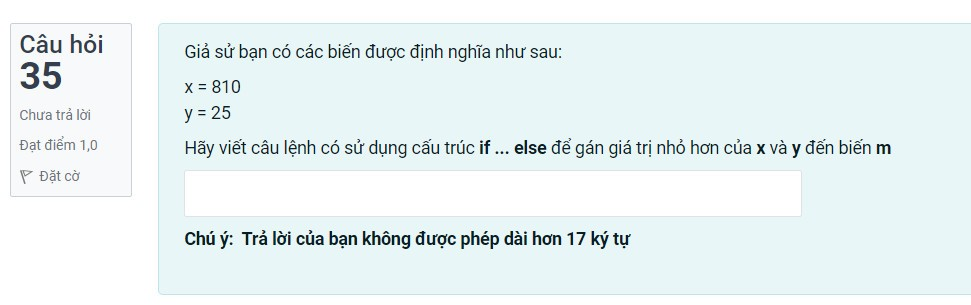 Câu hỏi
35
Chưa trả lời
Đạt điểm 1,0
Đặt cờ
Giả sử bạn có các biến được định nghĩa như sau:
x = 810
y = 25
Hãy viết câu lệnh có sử dụng cấu trúc if ... else để gán giá trị nhỏ hơn của x và y đến biến m
Chú ý: Trả lời của bạn không được phép dài hơn 17 ký tự